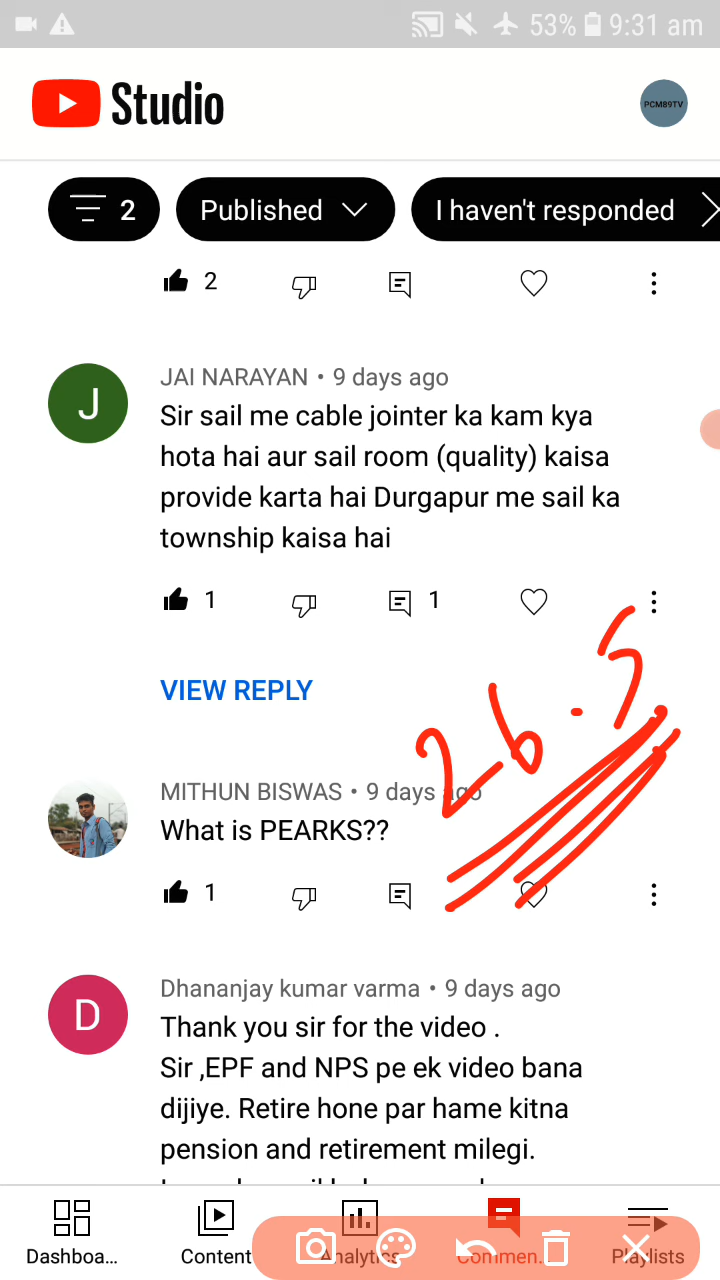 53% 9:31 am
Studio
PCM89TV
2 Published I haven't responded
2
JAI NARAYAN • 9 days ago
Sir sail me cable jointer ka kam kya
hota hai aur sail room (quality) kaisa
provide karta hai Durgapur me sail ka
township kaisa hai
1 1
VIEW REPLY
26.5
MITHUN BISWAS • 9 days ago
What is PEARKS??
1
Dhananjay kumar varma • 9 days ago
Thank you sir for the video .
Sir ,EPF and NPS pe ek video bana
dijiye. Retire hone par hame kitna
pension and retirement milegi.
Dashboa... Content Analytics Commen... Playlists